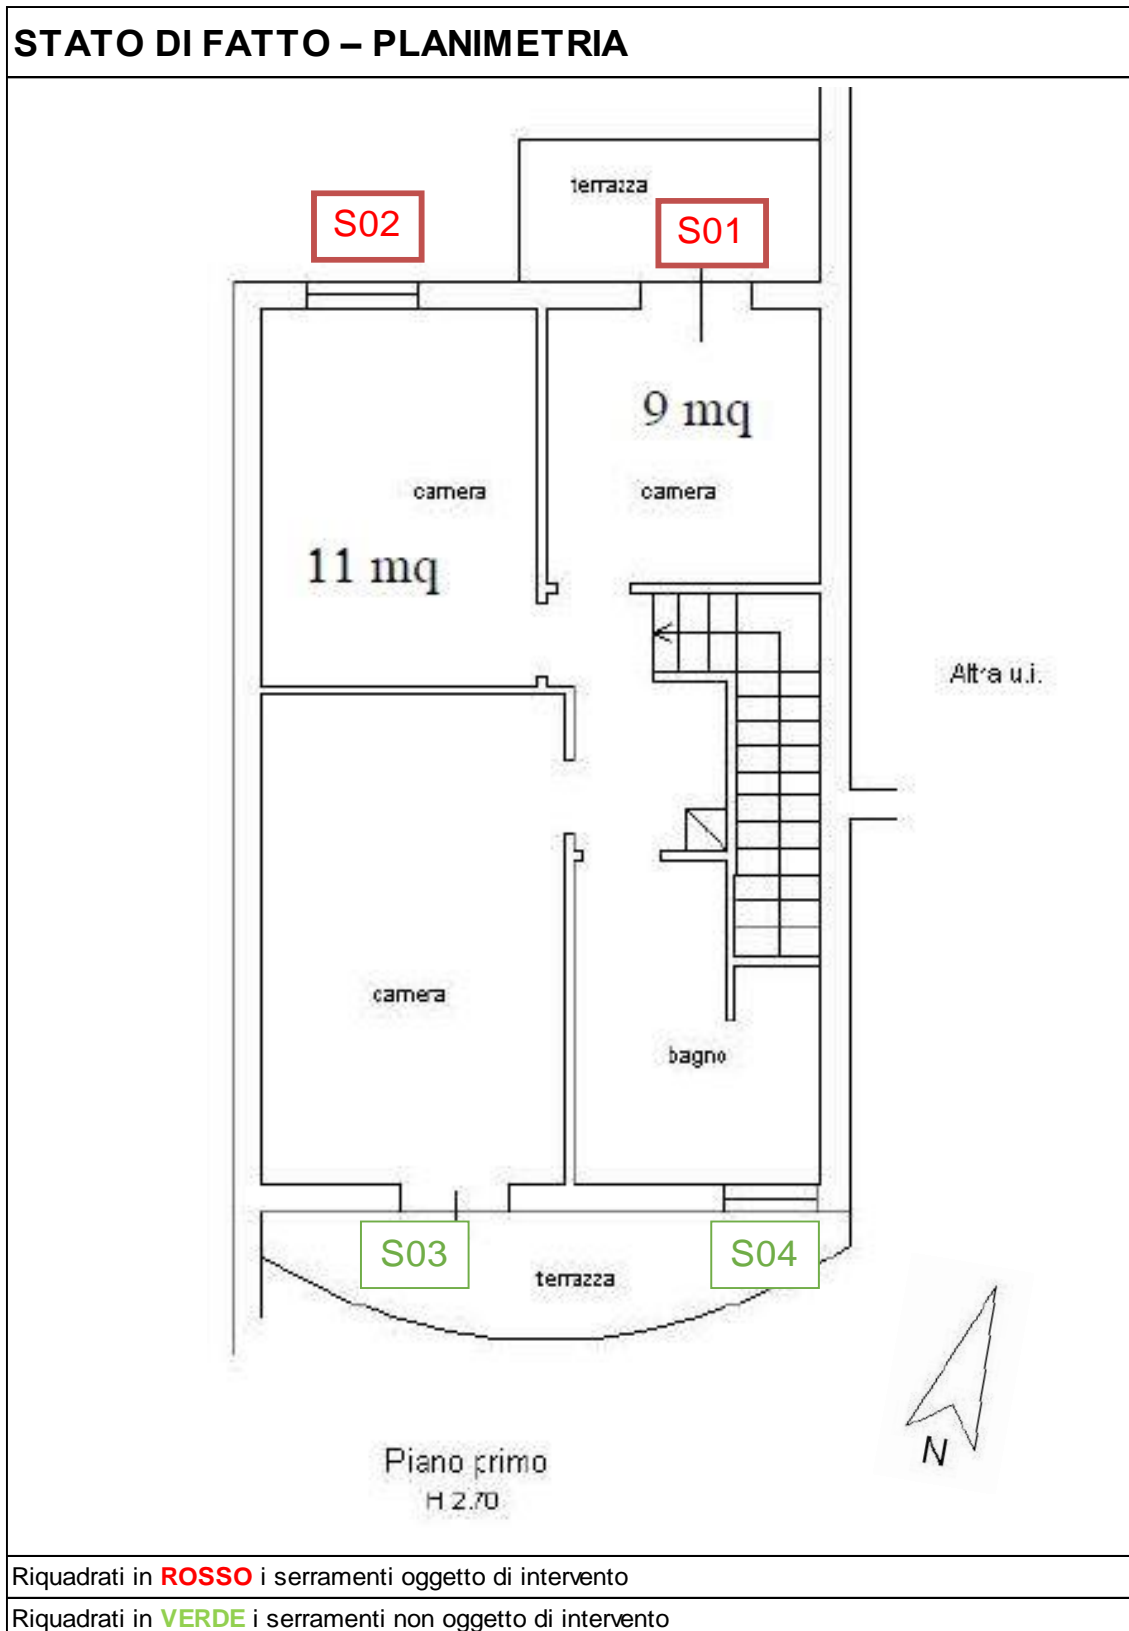 STATO DI FATTO – PLANIMETRIA
terrazza
S02
S01
9 mq
camera
camera
11 mq
Altra u.i.
camera
bagno
S03
S04
terrazza
N
Piano primo
H 2.70
Riquadrati in ROSSO i serramenti oggetto di intervento
Riquadrati in VERDE i serramenti non oggetto di intervento